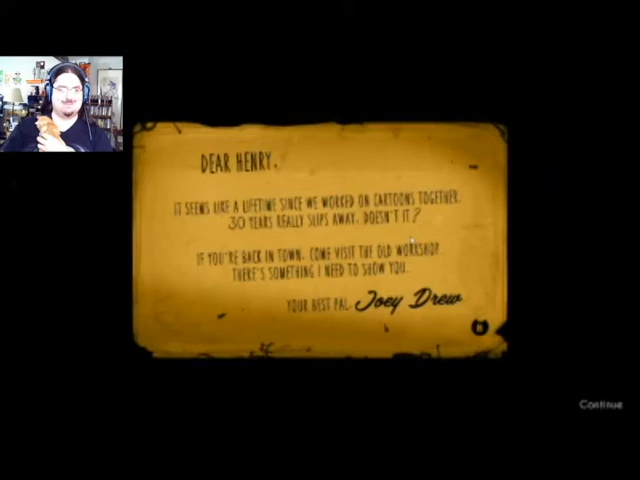 DEAR HENRY,
IT SEEMS LIKE A LIFETIME SINCE WE WORKED ON CARTOONS TOGETHER.
30 YEARS REALLY SLIPS AWAY, DOESN'T IT?
IF YOU'RE BACK IN TOWN, COME VISIT THE OLD WORKSHOP.
THERE'S SOMETHING I NEED TO SHOW YOU.
YOUR BEST PAL, Joey Drew
Continue